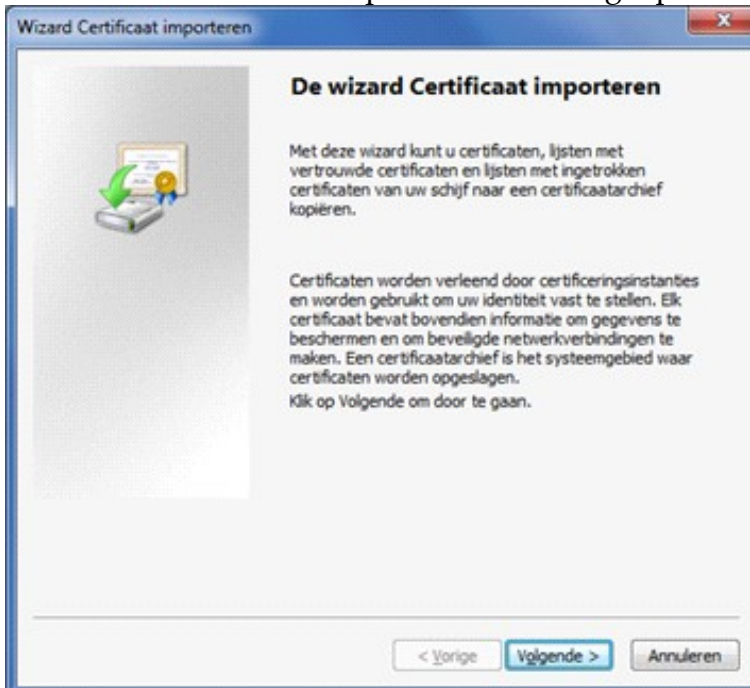 Wizard Certificaat importeren
De wizard Certificaat importeren
Met deze wizard kunt u certificaten, lijsten met
vertrouwde certificaten en lijsten met ingetrokken
certificaten van uw schijf naar een certificaatarchief
kopiëren.
Certificaten worden verleend door certificeringsinstanties
en worden gebruikt om uw identiteit vast te stellen. Elk
certificaat bevat bovendien informatie om gegevens te
beschermen en om beveiligde netwerkverbindingen te
maken. Een certificaatarchief is het systeemgebied waar
certificaten worden opgeslagen.
Klik op Volgende om door te gaan.
< Vorige Volgende > Annuleren